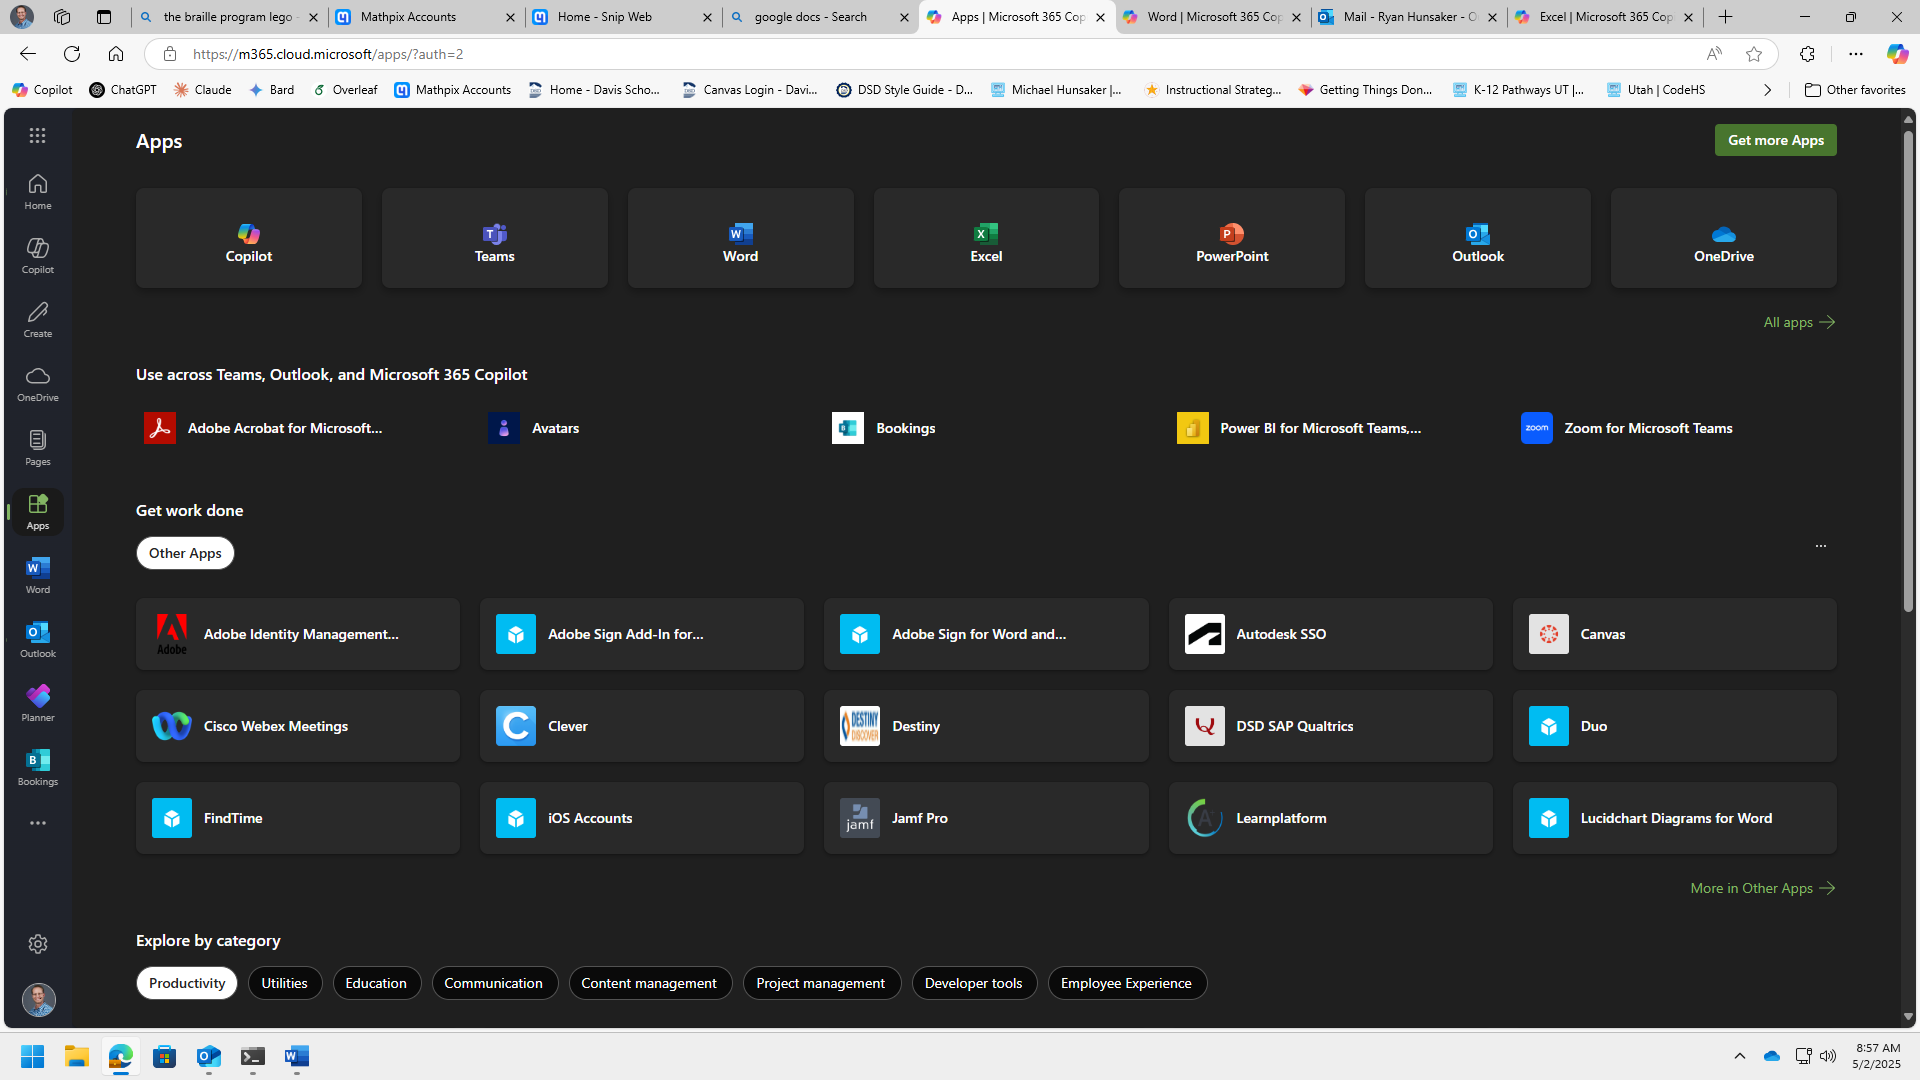 the braille program lego -
Mathpix Accounts
Home - Snip Web
google docs - Search
Apps | Microsoft 365 Cop
Word | Microsoft 365 Cop
Mail - Ryan Hunsaker - O
Excel | Microsoft 365 Cop
https://m365.cloud.microsoft/apps/?auth=2
Copilot
ChatGPT
Claude
Bard
Overleaf
Mathpix Accounts
Home - Davis Scho...
Canvas Login - Davi...
DSD Style Guide - D...
Michael Hunsaker |...
Instructional Strateg...
Getting Things Don...
K-12 Pathways UT |...
Utah | CodeHS
Other favorites
Home
Copilot
Create
OneDrive
Pages
Apps
Word
Outlook
Planner
Bookings
Apps
Get more Apps
Copilot
Teams
Word
Excel
PowerPoint
Outlook
OneDrive
All apps
Use across Teams, Outlook, and Microsoft 365 Copilot
Adobe Acrobat for Microsoft...
Avatars
Bookings
Power BI for Microsoft Teams,...
zoom
Zoom for Microsoft Teams
Get work done
Other Apps
Adobe
Adobe Identity Management...
Adobe Sign Add-In for...
Adobe Sign for Word and...
Autodesk SSO
Canvas
Cisco Webex Meetings
Clever
DESTINY
DISCOVER
Destiny
DSD SAP Qualtrics
Duo
FindTime
iOS Accounts
jamf
Jamf Pro
Learnplatform
Lucidchart Diagrams for Word
More in Other Apps
Explore by category
Productivity
Utilities
Education
Communication
Content management
Project management
Developer tools
Employee Experience
8:57 AM
5/2/2025